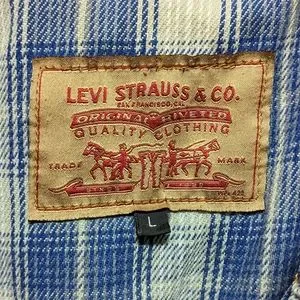 LEVI STRAUSS & CO.
SAN FRANCISCO, CAL
ORIGINAL RIVETED
QUALITY CLOTHING
TRADE MARK
L